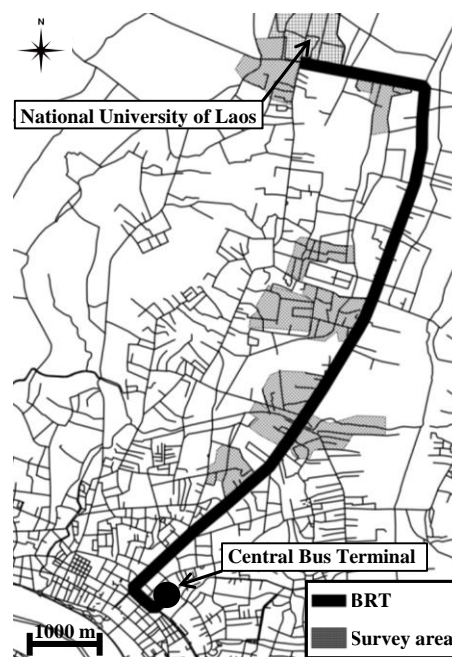 N
National University of Laos
Central Bus Terminal
BRT
1000 m
Survey area